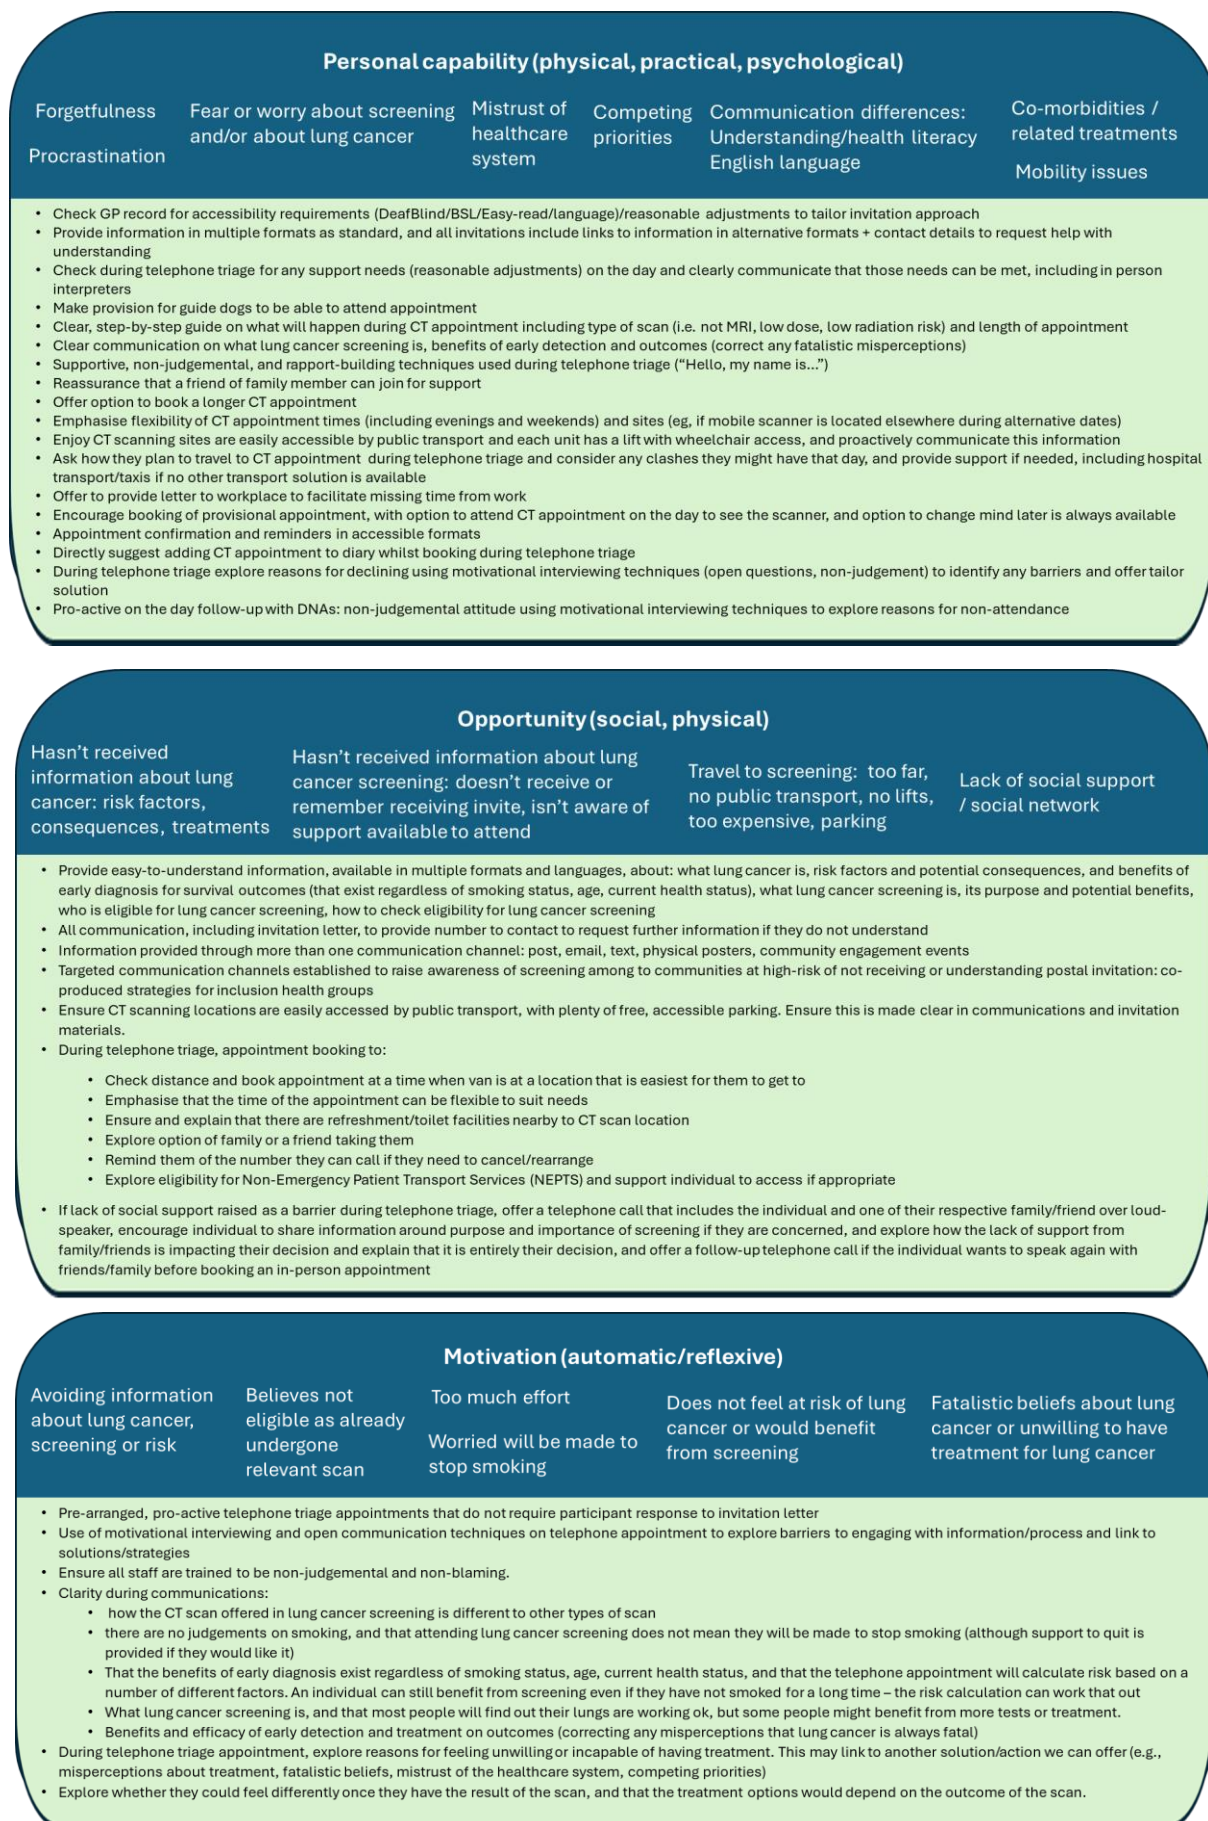 Personal capability (physical, practical, psychological)
Forgetfulness
Procrastination
Fear or worry about screening
and/or about lung cancer
Mistrust of
healthcare
system
Competing
priorities
Communication differences:
Understanding/health literacy
English language
Co-morbidities /
related treatments
Mobility issues
• Check GP record for accessibility requirements (DeafBlind/BSL/Easy-read/language)/reasonable adjustments to tailor invitation approach
• Provide information in multiple formats as standard, and all invitations include links to information in alternative formats + contact details to request help with
understanding
• Check during telephone triage for any support needs (reasonable adjustments) on the day and clearly communicate that those needs can be met, including in person
interpreters
• Make provision for guide dogs to be able to attend appointment
• Clear, step-by-step guide on what will happen during CT appointment including type of scan (i.e. not MRI, low dose, low radiation risk) and length of appointment
• Clear communication on what lung cancer screening is, benefits of early detection and outcomes (correct any fatalistic misperceptions)
• Supportive, non-judgemental, and rapport-building techniques used during telephone triage (“Hello, my name is...”)
• Reassurance that a friend of family member can join for support
• Offer option to book a longer CT appointment
• Emphasise flexibility of CT appointment times (including evenings and weekends) and sites (eg, if mobile scanner is located elsewhere during alternative dates)
• Enjoy CT scanning sites are easily accessible by public transport and each unit has a lift with wheelchair access, and proactively communicate this information
• Ask how they plan to travel to CT appointment during telephone triage and consider any clashes they might have that day, and provide support if needed, including hospital
transport/taxis if no other transport solution is available
• Offer to provide letter to workplace to facilitate missing time from work
• Encourage booking of provisional appointment, with option to attend CT appointment on the day to see the scanner, and option to change mind later is always available
• Appointment confirmation and reminders in accessible formats
• Directly suggest adding CT appointment to diary whilst booking during telephone triage
• During telephone triage explore reasons for declining using motivational interviewing techniques (open questions, non-judgement) to identify any barriers and offer tailor
solution
• Pro-active on the day follow-up with DNAs: non-judgemental attitude using motivational interviewing techniques to explore reasons for non-attendance
Opportunity (social, physical)
Hasn’t received
information about lung
cancer: risk factors,
consequences, treatments
Hasn’t received information about lung
cancer screening: doesn’t receive or
remember receiving invite, isn’t aware of
support available to attend
Travel to screening: too far,
no public transport, no lifts,
too expensive, parking
Lack of social support
/ social network
• Provide easy-to-understand information, available in multiple formats and languages, about: what lung cancer is, risk factors and potential consequences, and benefits of
early diagnosis for survival outcomes (that exist regardless of smoking status, age, current health status), what lung cancer screening is, its purpose and potential benefits,
who is eligible for lung cancer screening, how to check eligibility for lung cancer screening
• All communication, including invitation letter, to provide number to contact to request further information if they do not understand
• Information provided through more than one communication channel: post, email, text, physical posters, community engagement events
• Targeted communication channels established to raise awareness of screening among to communities at high-risk of not receiving or understanding postal invitation: co-
produced strategies for inclusion health groups
• Ensure CT scanning locations are easily accessed by public transport, with plenty of free, accessible parking. Ensure this is made clear in communications and invitation
materials.
• During telephone triage, appointment booking to:
• Check distance and book appointment at a time when van is at a location that is easiest for them to get to
• Emphasise that the time of the appointment can be flexible to suit needs
• Ensure and explain that there are refreshment/toilet facilities nearby to CT scan location
• Explore option of family or a friend taking them
• Remind them of the number they can call if they need to cancel/rearrange
• Explore eligibility for Non-Emergency Patient Transport Services (NEPTS) and support individual to access if appropriate
• If lack of social support raised as a barrier during telephone triage, offer a telephone call that includes the individual and one of their respective family/friend over loud-
speaker, encourage individual to share information around purpose and importance of screening if they are concerned, and explore how the lack of support from
family/friends is impacting their decision and explain that it is entirely their decision, and offer a follow-up telephone call if the individual wants to speak again with
friends/family before booking an in-person appointment
Motivation (automatic/reflexive)
Avoiding information
about lung cancer,
screening or risk
Believes not
eligible as already
undergone
relevant scan
Too much effort
Worried will be made to
stop smoking
Does not feel at risk of lung
cancer or would benefit
from screening
Fatalistic beliefs about lung
cancer or unwilling to have
treatment for lung cancer
• Pre-arranged, pro-active telephone triage appointments that do not require participant response to invitation letter
• Use of motivational interviewing and open communication techniques on telephone appointment to explore barriers to engaging with information/process and link to
solutions/strategies
• Ensure all staff are trained to be non-judgemental and non-blaming.
• Clarity during communications:
• how the CT scan offered in lung cancer screening is different to other types of scan
• there are no judgements on smoking, and that attending lung cancer screening does not mean they will be made to stop smoking (although support to quit is
provided if they would like it)
• That the benefits of early diagnosis exist regardless of smoking status, age, current health status, and that the telephone appointment will calculate risk based on a
number of different factors. An individual can still benefit from screening even if they have not smoked for a long time – the risk calculation can work that out
• What lung cancer screening is, and that most people will find out their lungs are working ok, but some people might benefit from more tests or treatment.
• Benefits and efficacy of early detection and treatment on outcomes (correcting any misperceptions that lung cancer is always fatal)
• During telephone triage appointment, explore reasons for feeling unwilling or incapable of having treatment. This may link to another solution/action we can offer (e.g.,
misperceptions about treatment, fatalistic beliefs, mistrust of the healthcare system, competing priorities)
• Explore whether they could feel differently once they have the result of the scan, and that the treatment options would depend on the outcome of the scan.